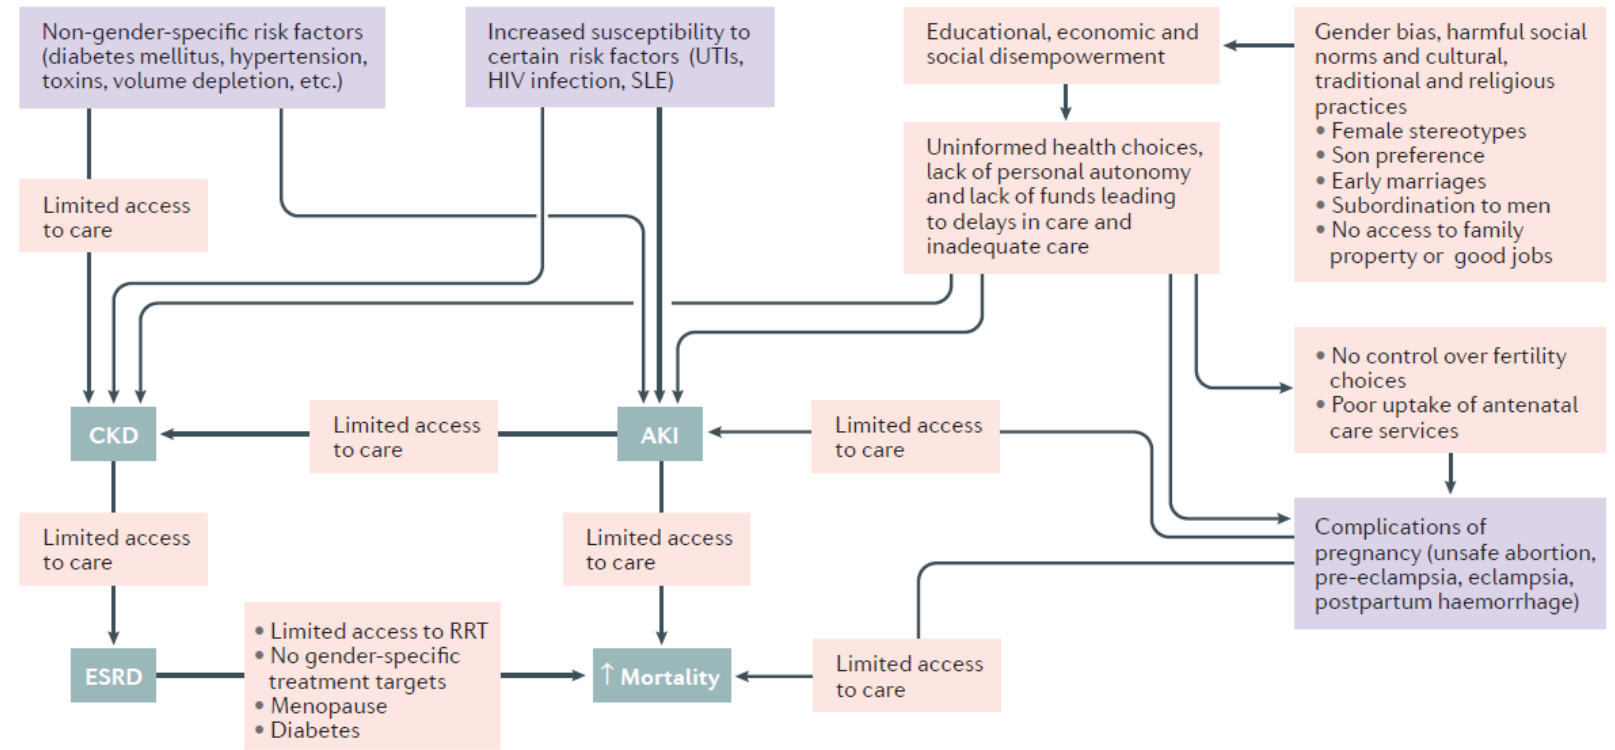 Non-gender-specific risk factors
(diabetes mellitus, hypertension,
toxins, volume depletion, etc.)
Increased susceptibility to
certain risk factors (UTIs,
HIV infection, SLE)
Educational, economic and
social disempowerment
Gender bias, harmful social
norms and cultural,
traditional and religious
practices
• Female stereotypes
• Son preference
• Early marriages
• Subordination to men
• No access to family
property or good jobs
Uninformed health choices,
lack of personal autonomy
and lack of funds leading
to delays in care and
inadequate care
Limited access
to care
• No control over fertility
choices
• Poor uptake of antenatal
care services
CKD
Limited access
to care
AKI
Limited access
to care
Complications of
pregnancy (unsafe abortion,
pre-eclampsia, eclampsia,
postpartum haemorrhage)
Limited access
to care
Limited access
to care
ESRD
• Limited access to RRT
• No gender-specific
treatment targets
• Menopause
• Diabetes
↑ Mortality
Limited access
to care